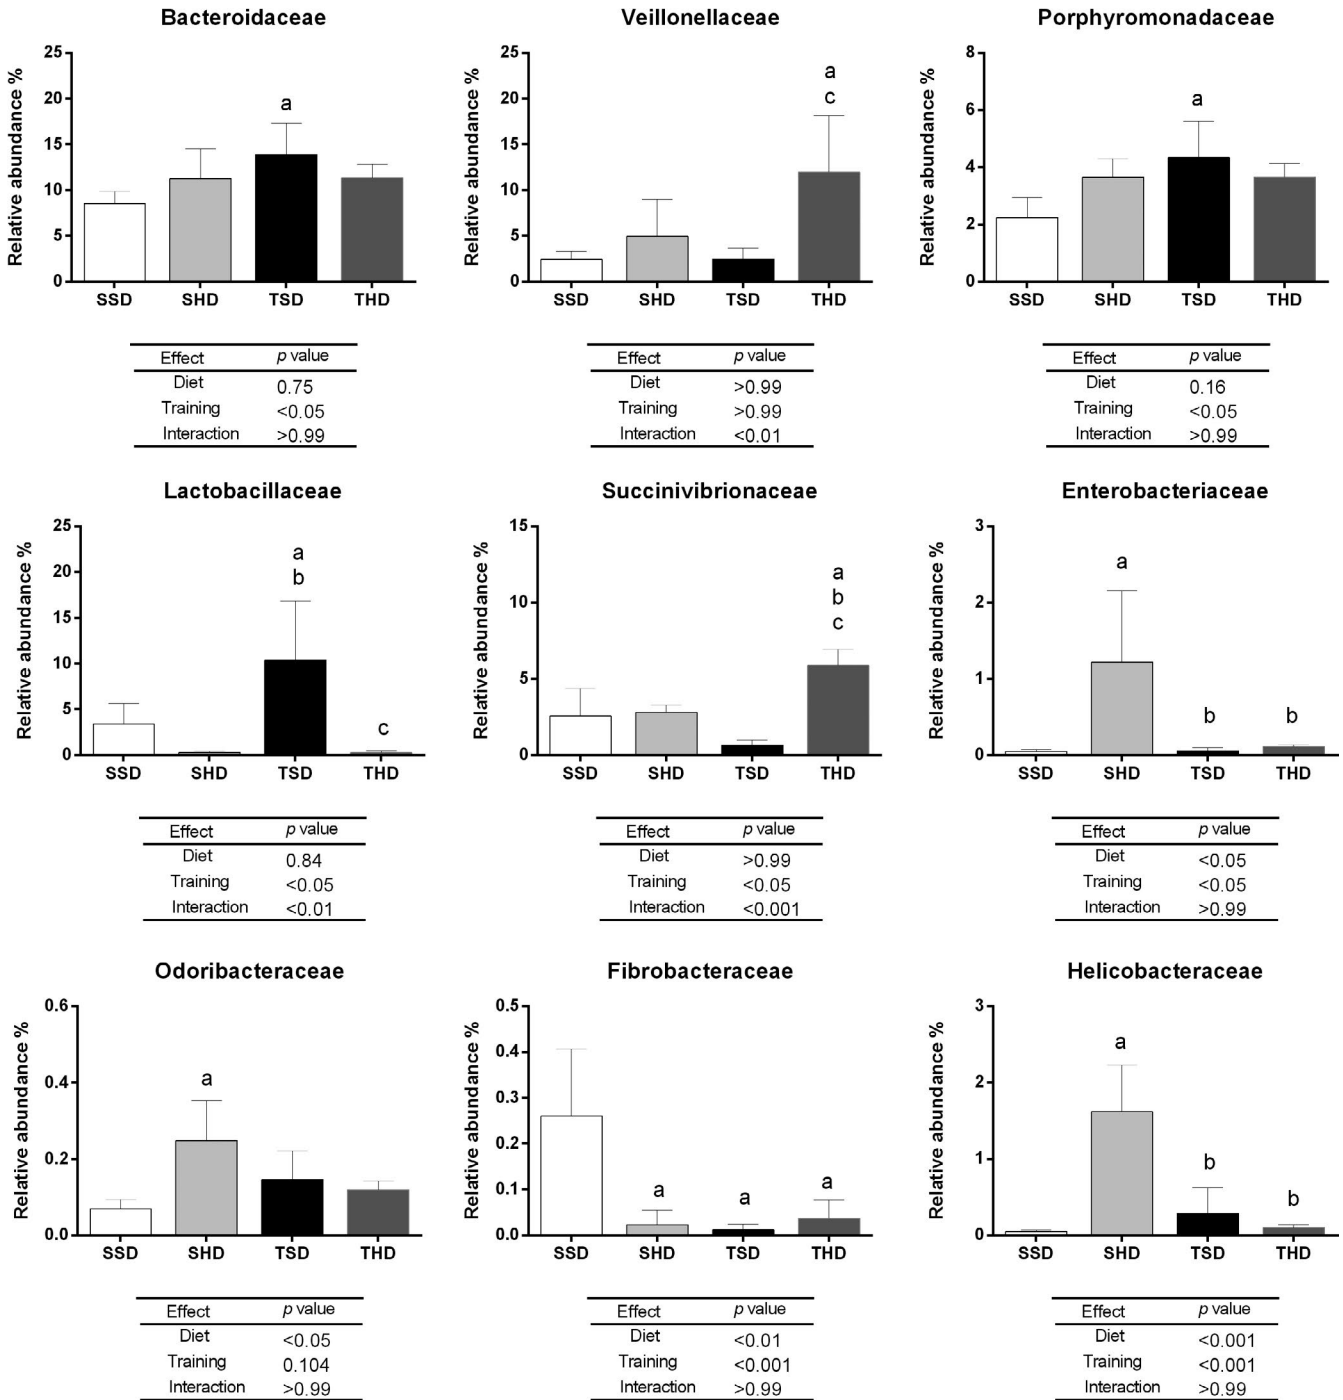 Bacteroidaceae
Relative abundance %
25
20
15
10
5
0
a
SSD SHD TSD THD
Effect p value
Diet 0.75
Training <0.05
Interaction >0.99
Veillonellaceae
Relative abundance %
25
20
15
10
5
0
a
c
SSD SHD TSD THD
Effect p value
Diet >0.99
Training >0.99
Interaction <0.01
Porphyromonadaceae
Relative abundance %
8
6
4
2
0
a
SSD SHD TSD THD
Effect p value
Diet 0.16
Training <0.05
Interaction >0.99
Lactobacillaceae
Relative abundance %
25
20
15
10
5
0
a
b
c
SSD SHD TSD THD
Effect p value
Diet 0.84
Training <0.05
Interaction <0.01
Succinivibrionaceae
Relative abundance %
15
10
5
0
a
b
c
SSD SHD TSD THD
Effect p value
Diet >0.99
Training <0.05
Interaction <0.001
Enterobacteriaceae
Relative abundance %
3
2
1
0
a
b b
SSD SHD TSD THD
Effect p value
Diet <0.05
Training <0.05
Interaction >0.99
Odoribacteraceae
Relative abundance %
0.6
0.4
0.2
0.0
a
SSD SHD TSD THD
Effect p value
Diet <0.05
Training 0.104
Interaction >0.99
Fibrobacteraceae
Relative abundance %
0.5
0.4
0.3
0.2
0.1
0.0
a a a
SSD SHD TSD THD
Effect p value
Diet <0.01
Training <0.001
Interaction >0.99
Helicobacteraceae
Relative abundance %
3
2
1
0
a
b
b
SSD SHD TSD THD
Effect p value
Diet <0.001
Training <0.001
Interaction >0.99